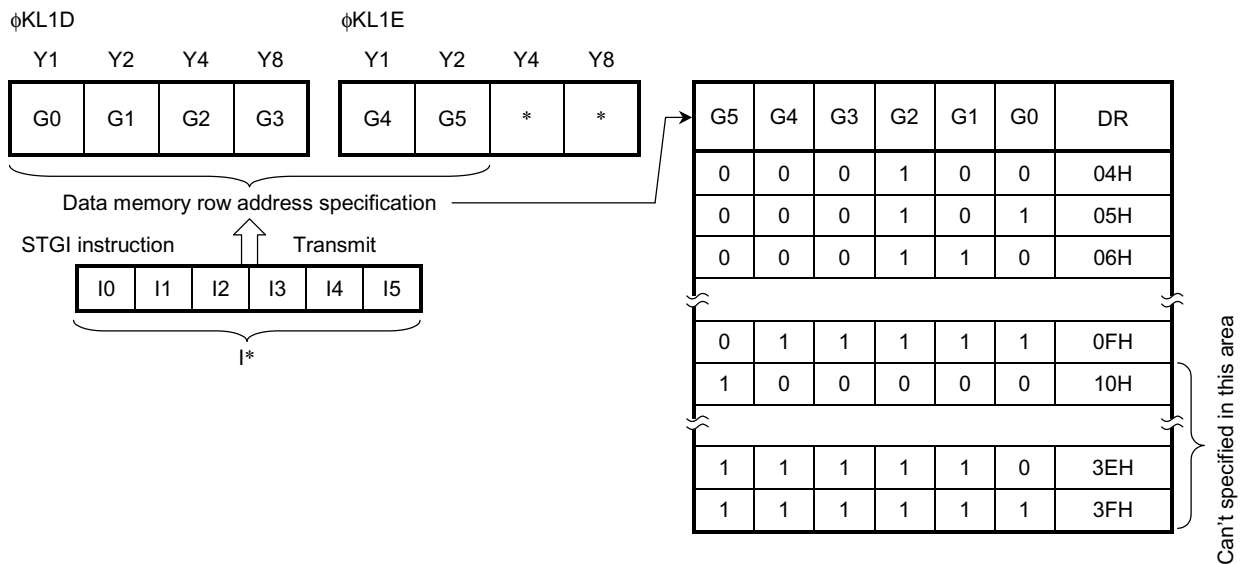 ϕKL1D
Y1 Y2 Y4 Y8
G0 G1 G2 G3
ϕKL1E
Y1 Y2 Y4 Y8
G4 G5 * *
Data memory row address specification
STGI instruction
Transmit
I0 I1 I2 I3 I4 I5
I*
G5 G4 G3 G2 G1 G0 DR
0 0 0 1 0 0 04H
0 0 0 1 0 1 05H
0 0 0 1 1 0 06H
0 1 1 1 1 1 0FH
1 0 0 0 0 0 10H
1 1 1 1 1 0 3EH
1 1 1 1 1 1 3FH
Can't specified in this area